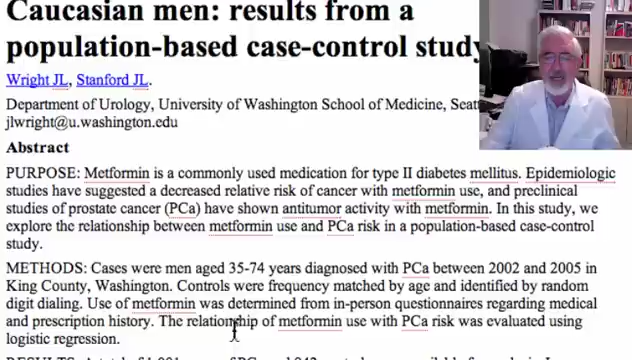 Caucasian men: results from a
population-based case-control study
Wright JL, Stanford JL.
Department of Urology, University of Washington School of Medicine,
jlwright@u.washington.edu
Abstract
PURPOSE: Metformin is a commonly used medication for type II diabetes mellitus. Epidemiologic
studies have suggested a decreased relative risk of cancer with metformin use, and preclinical
studies of prostate cancer (PCa) have shown antitumor activity with metformin. In this study, we
explore the relationship between metformin use and PCa risk in a population-based case-control
study.
METHODS: Cases were men aged 35-74 years diagnosed with PCa between 2002 and 2005 in
King County, Washington. Controls were frequency matched by age and identified by random
digit dialing. Use of metformin was determined from in-person questionnaires regarding medical
and prescription history. The relationship of metformin use with PCa risk was evaluated using
logistic regression.